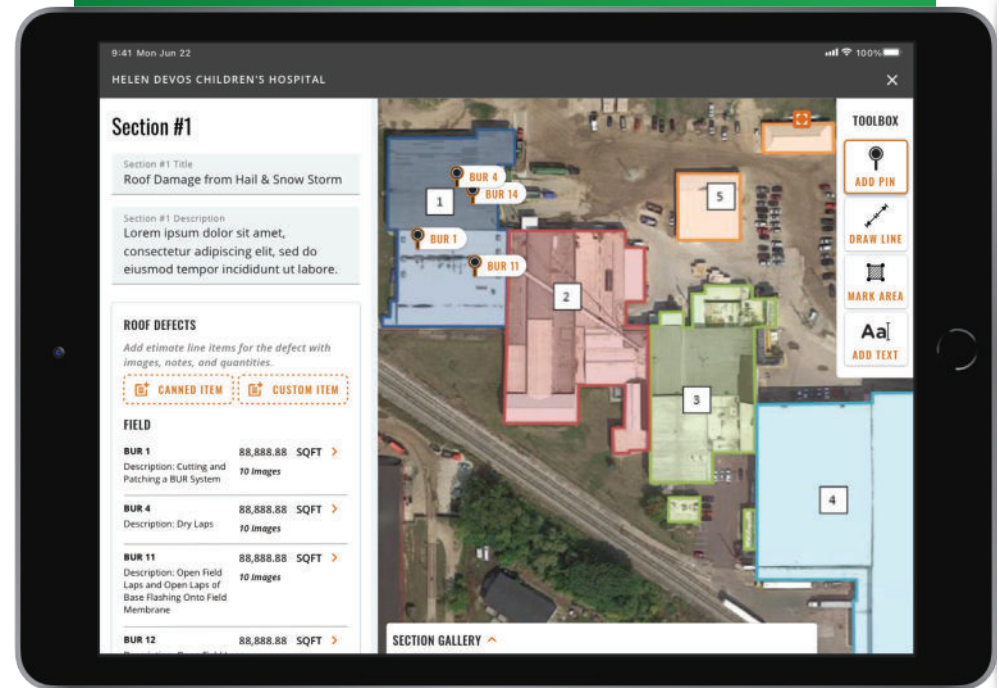 9:41 Mon Jun 22
100%
HELEN DEVOS CHILDREN'S HOSPITAL
Section #1
Section #1 Title
Roof Damage from Hail & Snow Storm
Section #1 Description
Lorem ipsum dolor sit amet,
consectetur adipiscing elit, sed do
eiusmod tempor incididunt ut labore.
ROOF DEFECTS
Add etimate line items for the defect with
images, notes, and quantities.
CANNED ITEM
CUSTOM ITEM
FIELD
BUR 1
88,888.88 SQFT
Description: Cutting and
Patching a BUR System
10 Images
BUR 4
88,888.88 SQFT
Description: Dry Laps
10 Images
BUR 11
88,888.88 SQFT
Description: Open Field
Laps and Open Laps of
Base Flashing Onto Field
Membrane
10 Images
BUR 12
88,888.88 SQFT
BUR 4
BUR 14
1
BUR 1
BUR 11
2
5
3
4
TOOLBOX
ADD PIN
DRAW LINE
MARK AREA
Aa
ADD TEXT
SECTION GALLERY